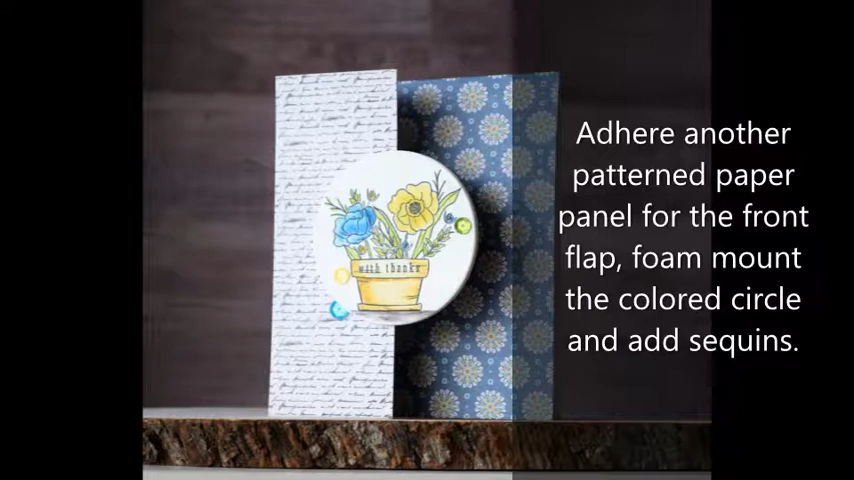 with thanks
Adhere another
patterned paper
panel for the front
flap, foam mount
the colored circle
and add sequins.